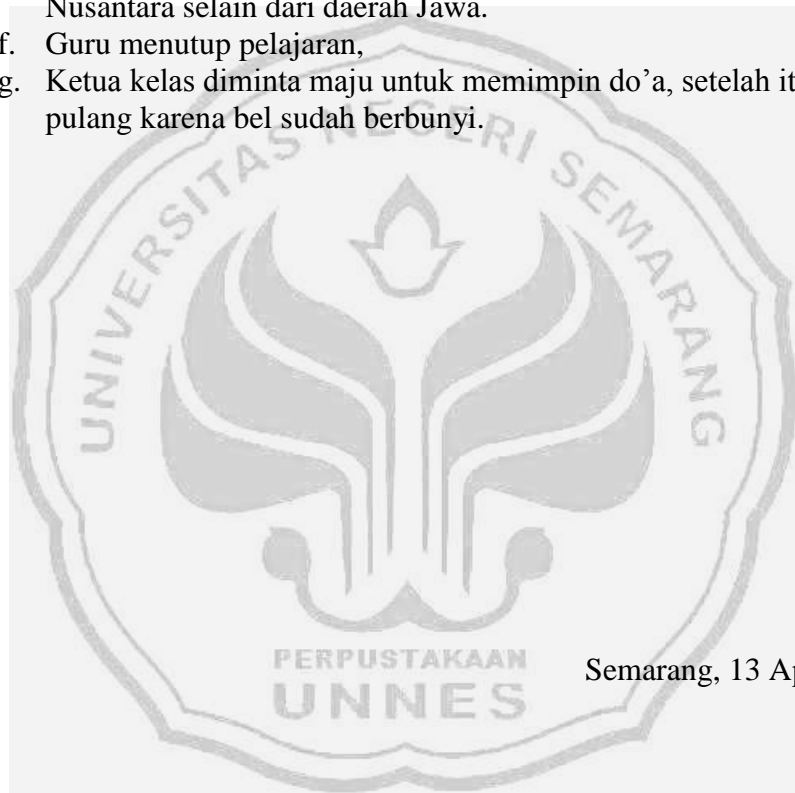 Nusantara selain dari daerah Jawa.
f. Guru menutup pelajaran,
g. Ketua kelas diminta maju untuk memimpin do’a, setelah it
pulang karena bel sudah berbunyi.
UNIVERSITAS NEGERI SEMARANG
PERPUSTAKAAN
UNNES
Semarang, 13 Ap